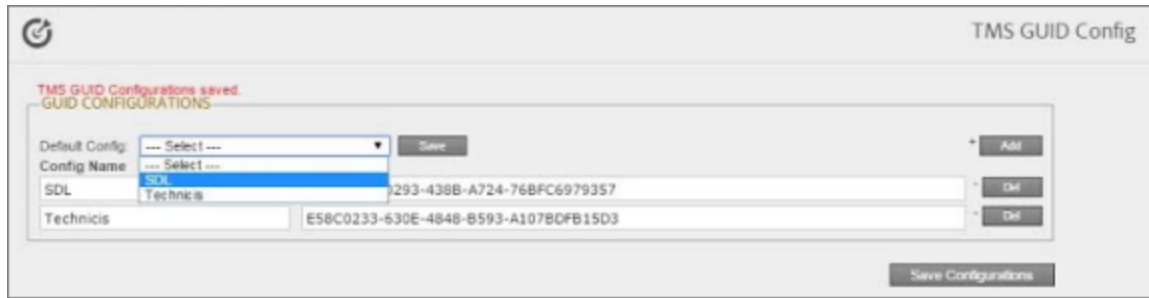 TMS GUID Config
TMS GUID Configurations saved.
GUID CONFIGURATIONS
Default Config: --- Select --- Save + Add
Config Name --- Select ---
SDL SDL 0293-438B-A724-76BFC6979357 - Del
Technicis
Technicis E58C0233-630E-4848-B593-A107BDFB15D3 - Del
Save Configurations